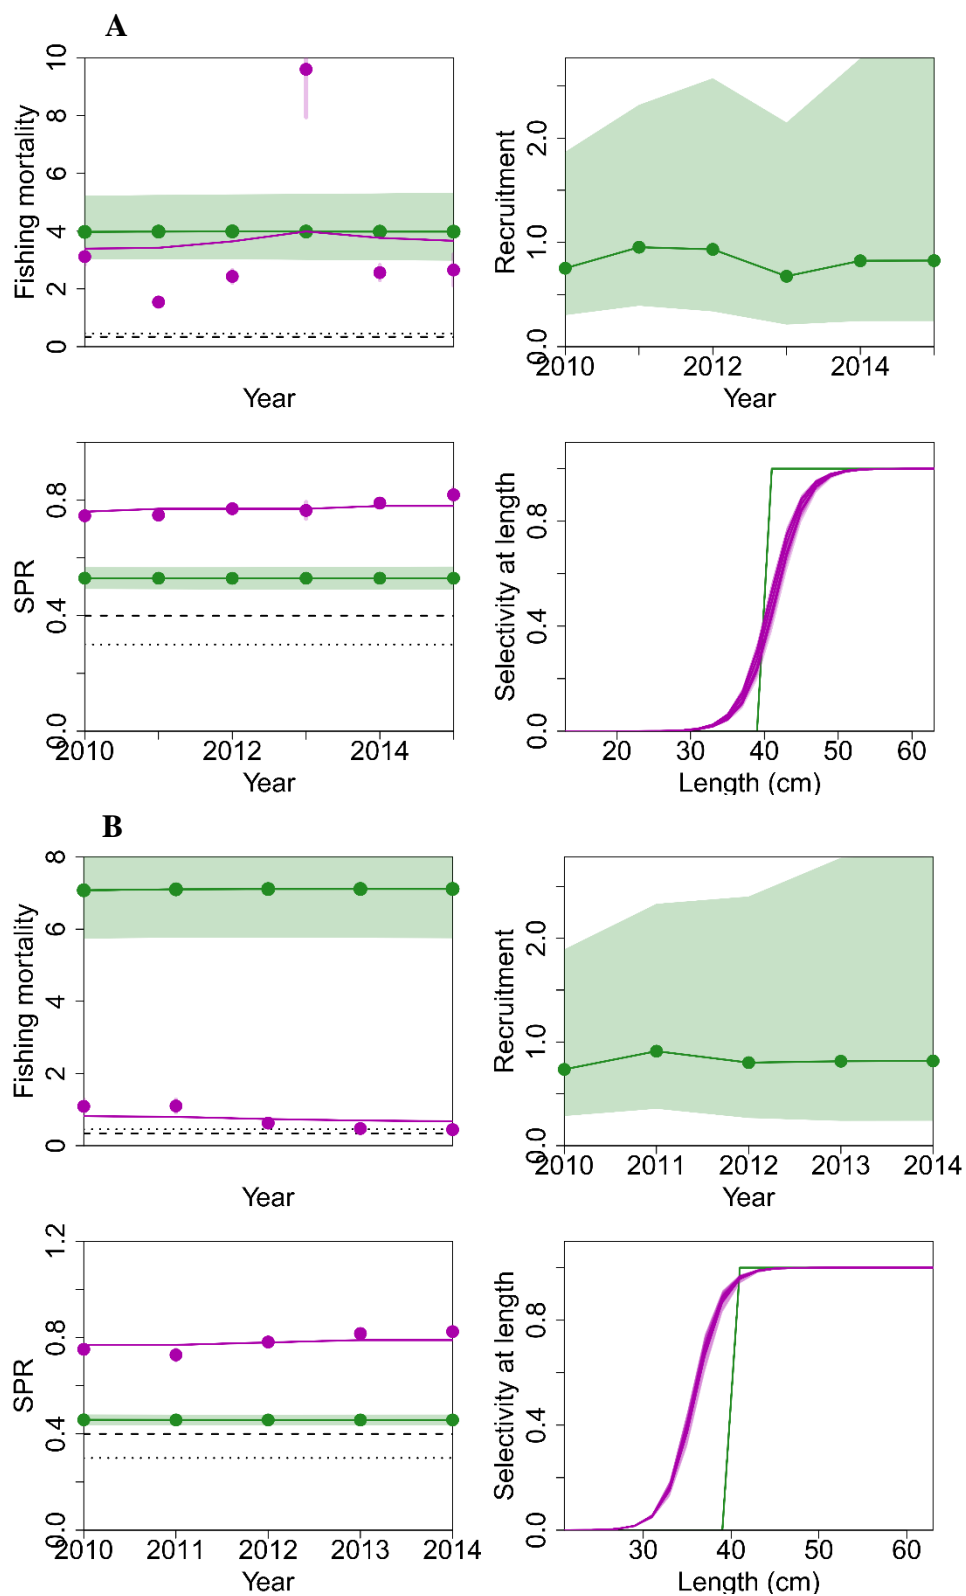 A
Fishing mortality
0 2 4 6 8 10
Year
Recruitment
0.0 1.0 2.0
2010 2012 2014
Year
SPR
0.0 0.4 0.8
2010 2012 2014
Year
Selectivity at length
0.0 0.4 0.8
20 30 40 50 60
Length (cm)
B
Fishing mortality
0 2 4 6 8
Year
Recruitment
0.0 1.0 2.0
2010 2011 2012 2013 2014
Year
SPR
0.0 0.4 0.8 1.2
2010 2011 2012 2013 2014
Year
Selectivity at length
0.0 0.4 0.8
30 40 50 60
Length (cm)